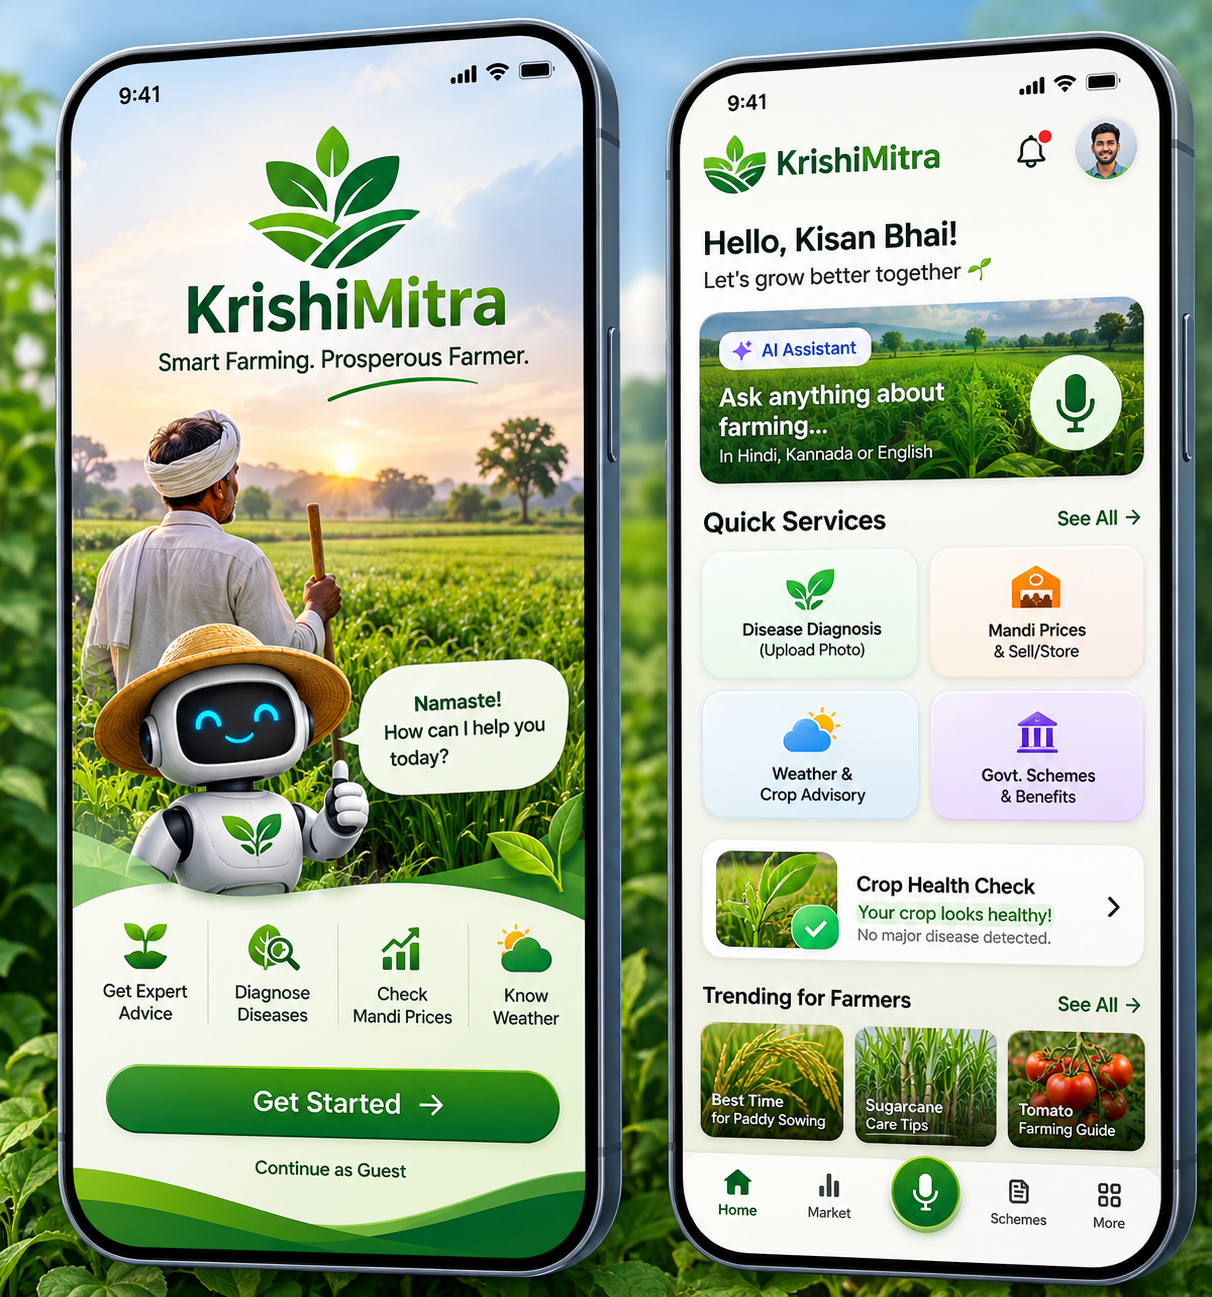 9:41
KrishiMitra
Smart Farming. Prosperous Farmer.
Namaste!
How can I help you
today?
Get Expert
Advice
Diagnose
Diseases
Check
Mandi Prices
Know
Weather
Get Started →
Continue as Guest
9:41
KrishiMitra
Hello, Kisan Bhai!
Let's grow better together
AI Assistant
Ask anything about
farming...
In Hindi, Kannada or English
Quick Services
See All →
Disease Diagnosis
(Upload Photo)
Mandi Prices
& Sell/Store
Weather &
Crop Advisory
Govt. Schemes
& Benefits
Crop Health Check
Your crop looks healthy!
No major disease detected.
Trending for Farmers
See All →
Best Time
for Paddy Sowing
Sugarcane
Care Tips
Tomato
Farming Guide
Home
Market
Schemes
More